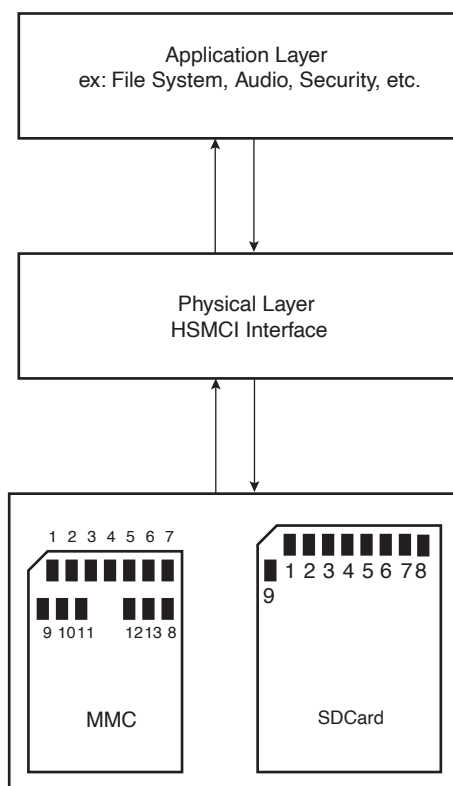 Application Layer
ex: File System, Audio, Security, etc.
Physical Layer
HSMCI Interface
1 2 3 4 5 6 7
9 10 11 12 13 8
MMC
1 2 3 4 5 6 7 8
9
SDCard